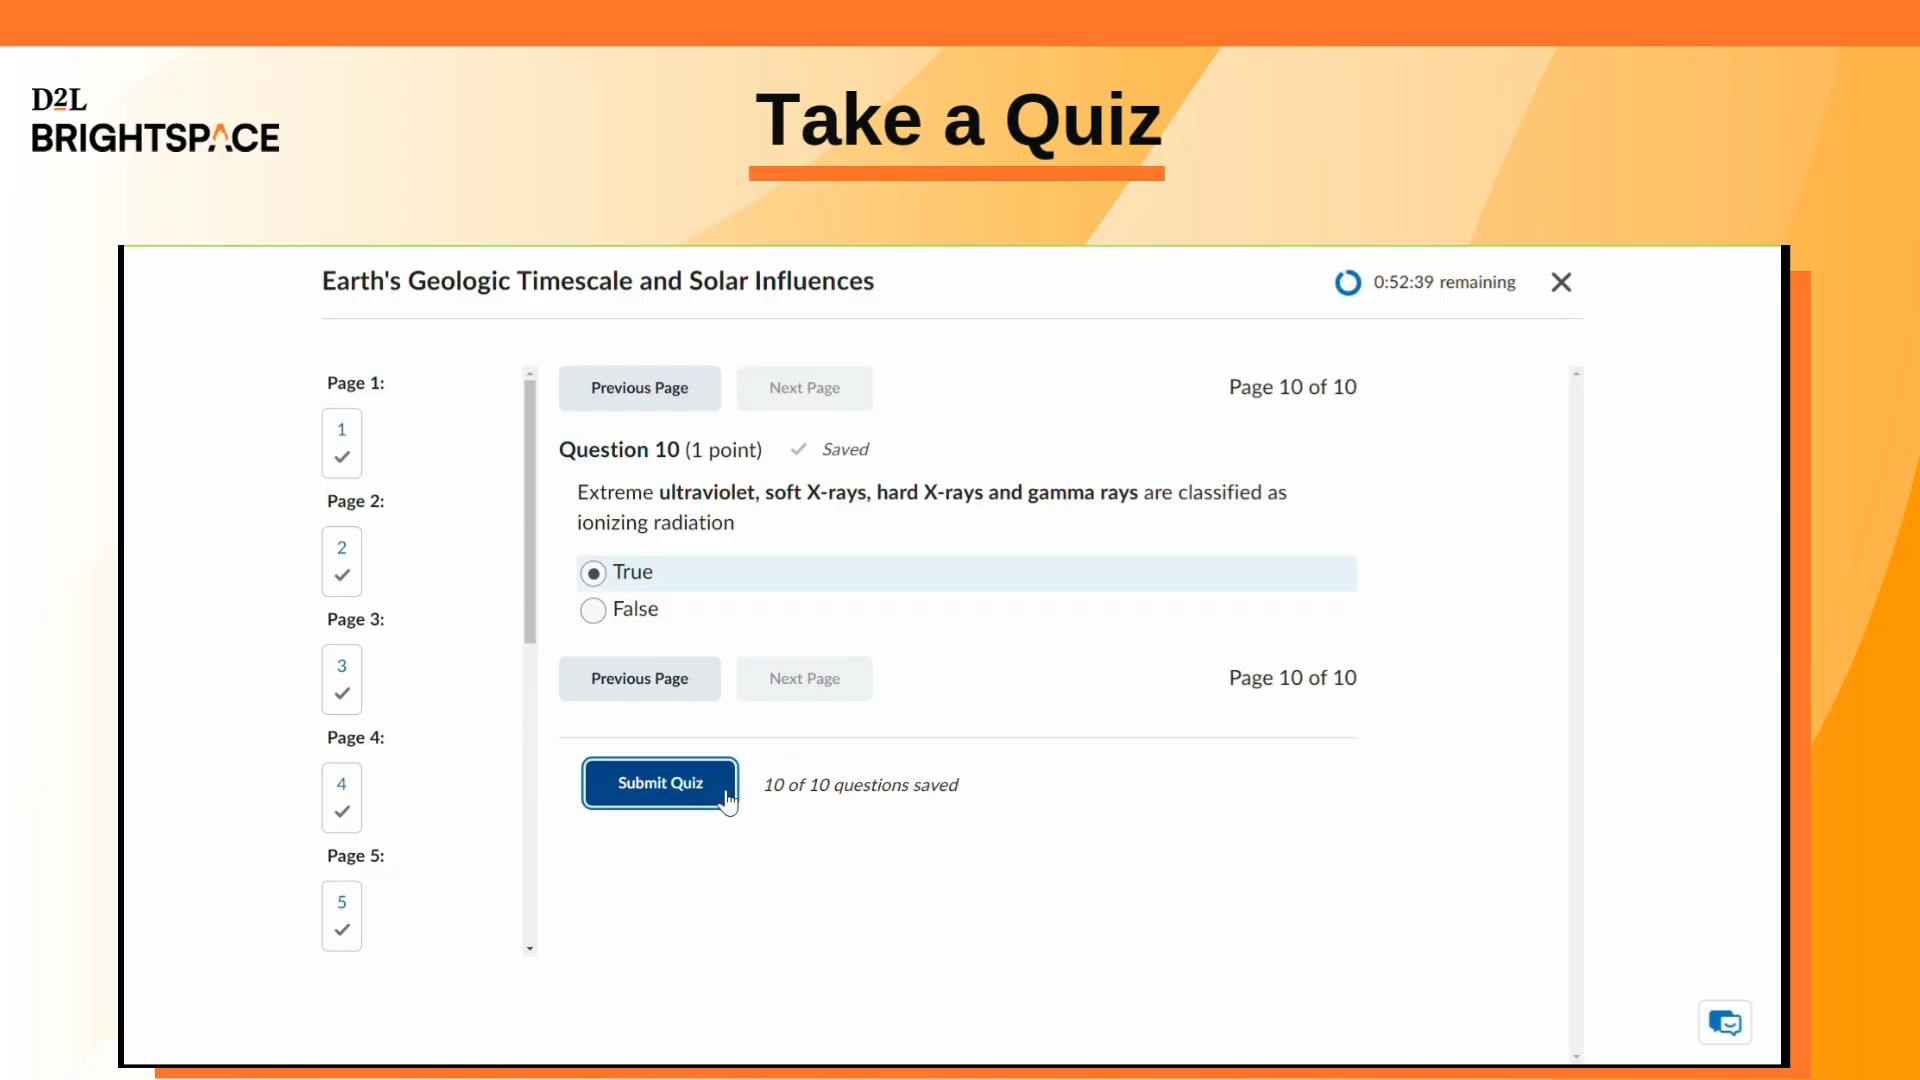 D2L
BRIGHTSPACE
Take a Quiz
Earth's Geologic Timescale and Solar Influences
0:52:39 remaining
Page 1:
1
Page 2:
2
Page 3:
3
Page 4:
4
Page 5:
5
Previous Page
Next Page
Page 10 of 10
Question 10 (1 point)
Saved
Extreme ultraviolet, soft X-rays, hard X-rays and gamma rays are classified as
ionizing radiation
True
False
Previous Page
Next Page
Page 10 of 10
Submit Quiz
10 of 10 questions saved